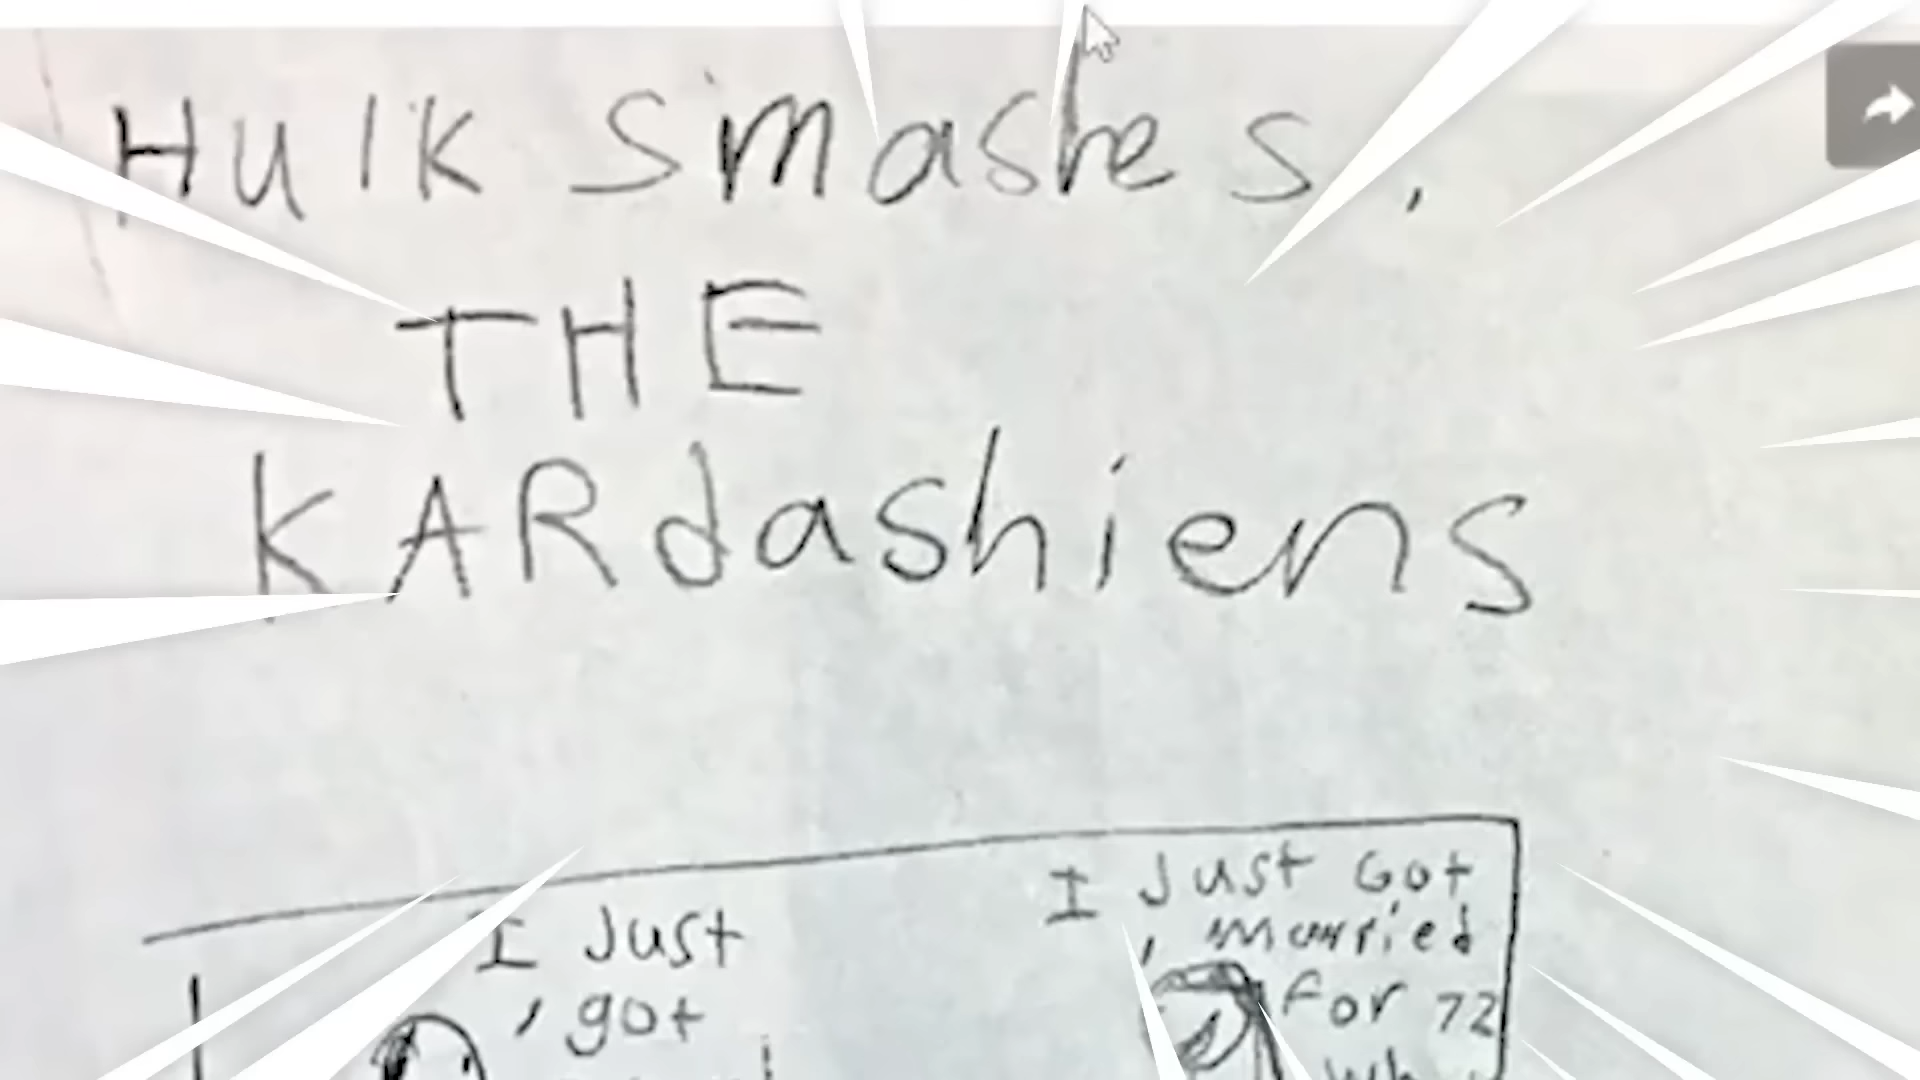 Hulk smashes.
THE
KARdashiens
I Just
got
I Just Got
married
for 72